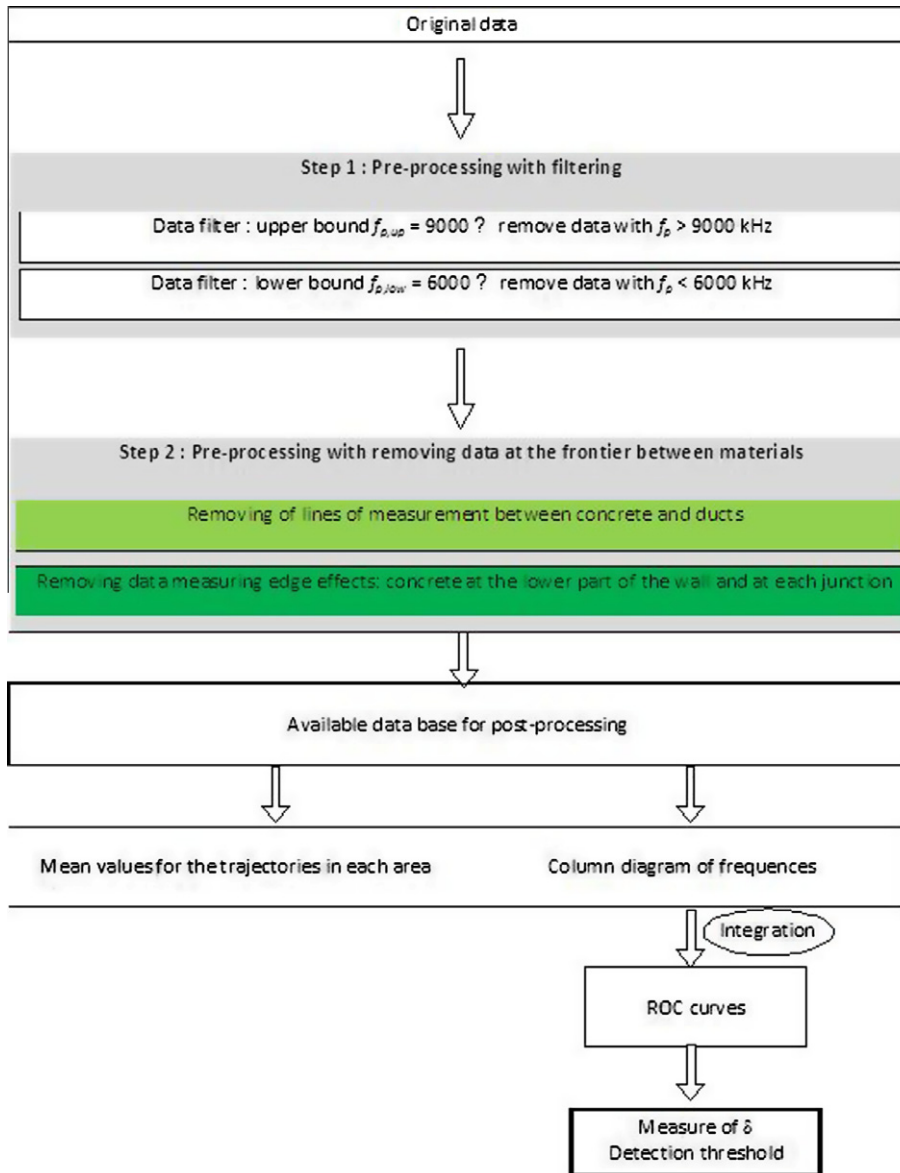 Original data
Step 1 : Pre-processing with filtering
Data filter : upper bound fp,up = 9000 ? remove data with fp > 9000 kHz
Data filter : lower bound fp,low = 6000 ? remove data with fp < 6000 kHz
Step 2 : Pre-processing with removing data at the frontier between materials
Removing of lines of measurement between concrete and ducts
Removing data measuring edge effects: concrete at the lower part of the wall and at each junction
Available data base for post-processing
Mean values for the trajectories in each area
Column diagram of frequences
Integration
ROC curves
Measure of δ
Detection threshold